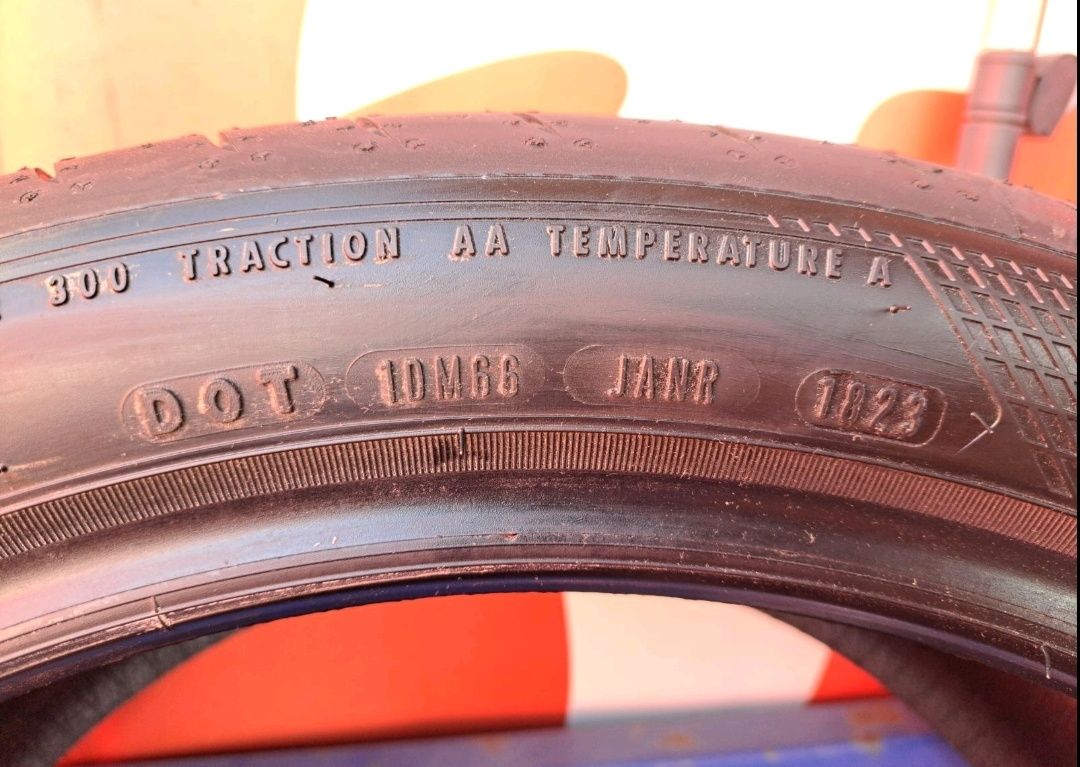 300 TRACTION AA TEMPERATURE A
DOT 1DM66 JANR 1823